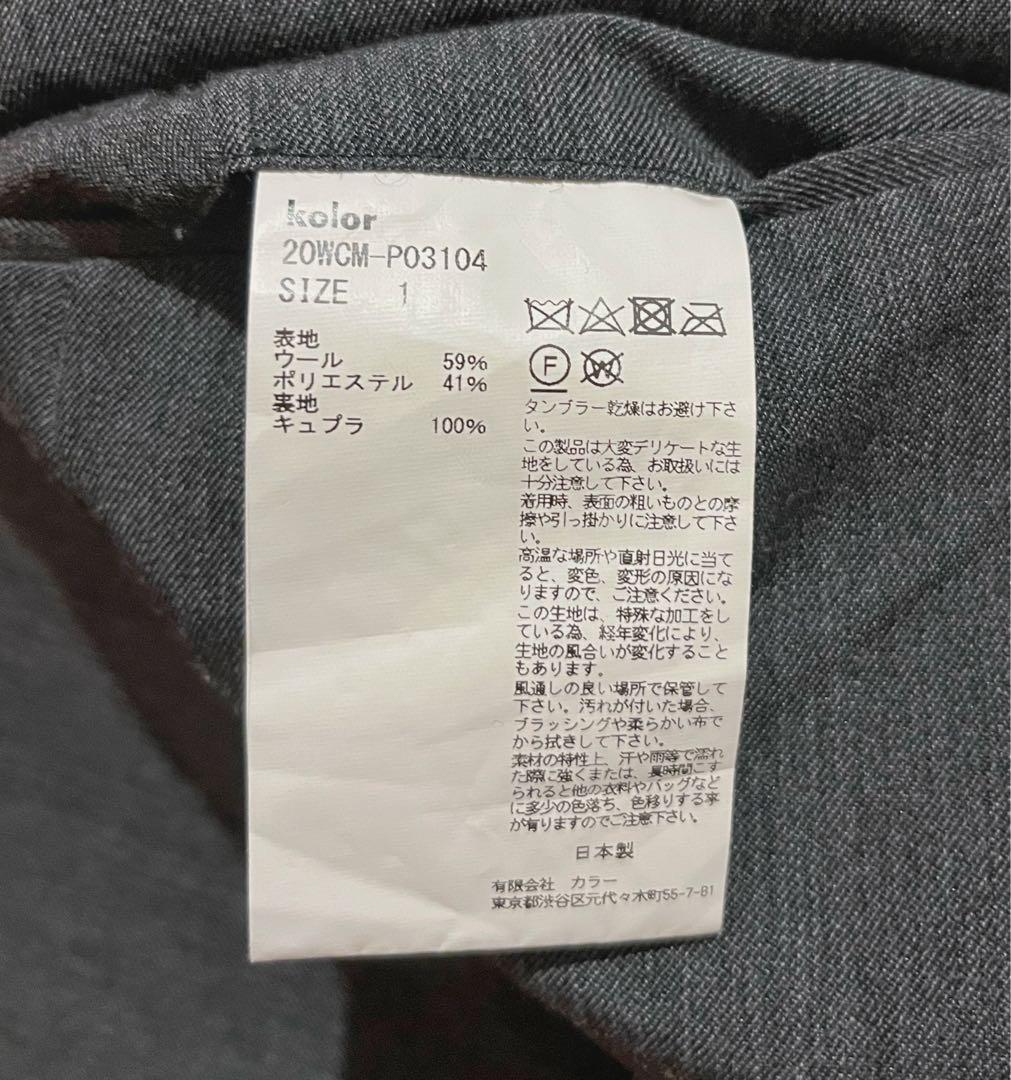 kolor
20WCM-P03104
SIZE 1
表地
ウール 59%
ポリエステル 41%
裏地
キュプラ 100%
F
W
タンブラー乾燥はお避け下さ
い。
この製品は大変デリケートな生
地をしている為、お取扱いには
十分注意して下さい。
着用時、表面の粗いものとの摩
擦や引っ掛かりに注意して下さ
い。
高温な場所や直射日光に当て
ると、変色、変形の原因にな
りますので、ご注意ください。
この生地は、特殊な加工をし
ている為、経年変化により、
生地の風合いが変化すること
もあります。
風通しの良い場所で保管して
下さい。汚れが付いた場合、
ブラッシングや柔らかい布で
から拭きして下さい。
素材の特性上、汗や雨等で濡れ
た際に強くまたは、長時間こす
られると他の衣料やバッグなど
に多少の色落ち、色移りする事
が有りますのでご注意下さい。
日本製
有限会社 カラー
東京都渋谷区元代々木町55-7-B1